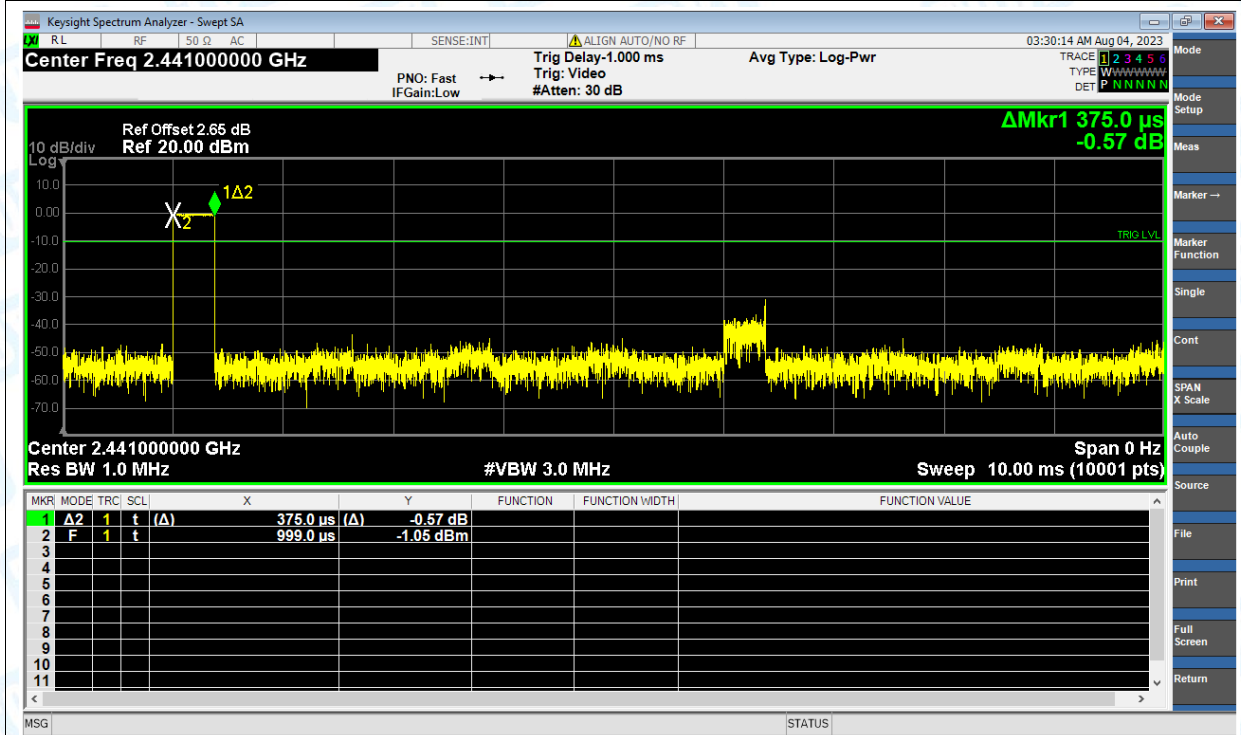 Keysight Spectrum Analyzer - Swept SA
LXI RL RF 50 Ω AC SENSE:INT ALIGN AUTO/NO RF 03:30:14 AM Aug 04, 2023
Center Freq 2.441000000 GHz
PNO: Fast
IFGain:Low
Trig Delay-1.000 ms
Trig: Video
#Atten: 30 dB
Avg Type: Log-Pwr
TRACE 1 2 3 4 5 6
TYPE WWWWWW
DET P N N N N N
ΔMkr1 375.0 µs
-0.57 dB
Ref Offset 2.65 dB
10 dB/div Ref 20.00 dBm
Log
10.0
0.00
-10.0
-20.0
-30.0
-40.0
-50.0
-60.0
-70.0
1Δ2
X2
TRIG LVL
Center 2.441000000 GHz Span 0 Hz
Res BW 1.0 MHz #VBW 3.0 MHz Sweep 10.00 ms (10001 pts)
MKR MODE TRC SCL X Y FUNCTION FUNCTION WIDTH FUNCTION VALUE
1 Δ2 1 t (Δ) 375.0 µs (Δ) -0.57 dB
2 F 1 t 999.0 µs -1.05 dBm
3
4
5
6
7
8
9
10
11
MSG STATUS
Mode
Mode Setup
Meas
Marker →
Marker Function
Single
Cont
SPAN X Scale
Auto Couple
Source
File
Print
Full Screen
Return